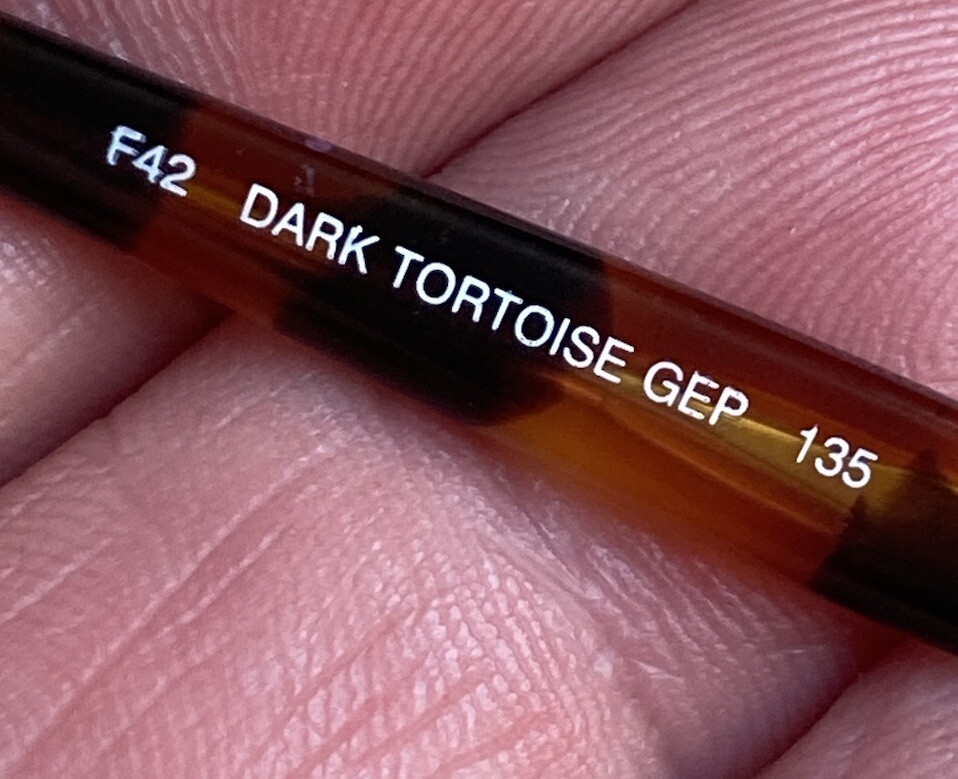 F42 DARK TORTOISE GEP 135